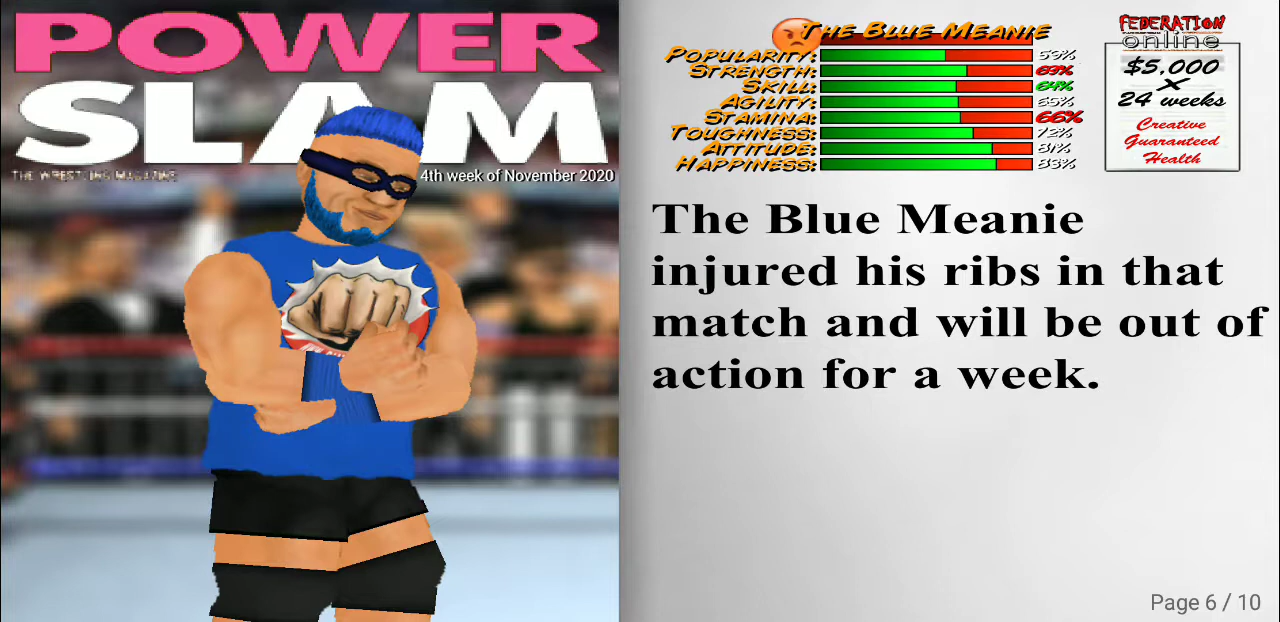 POWER
SLAM
THE WRESTLING MAGAZINE
4th week of November 2020
THE BLUE MEANIE
POPULARITY: 59%
STRENGTH: 69%
SKILL: 64%
AGILITY: 65%
STAMINA: 66%
TOUGHNESS: 72%
ATTITUDE: 81%
HAPPINESS: 83%
FEDERATION
online
$5,000
X
24 weeks
Creative
Guaranteed
Health
The Blue Meanie
injured his ribs in that
match and will be out of
action for a week.
Page 6 / 10